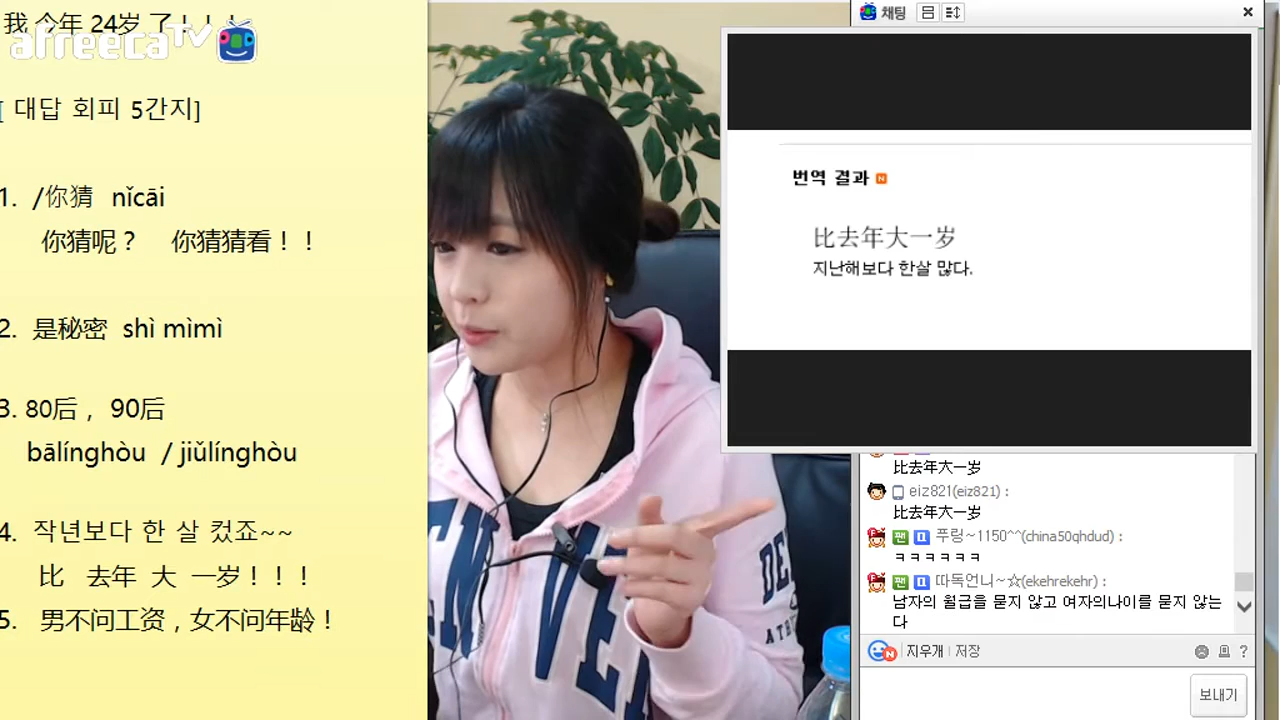 我 今年 24岁 了！！！
afreecaTV
[ 대답 회피 5간지]
1. /你猜 nǐcāi
你猜呢？ 你猜猜看！！
2. 是秘密 shì mìmì
3. 80后， 90后
bālínghòu / jiǔlínghòu
4. 작년보다 한 살 컸죠~~
比 去年 大 一岁！！！
5. 男不问工资，女不问年龄！
채팅
번역 결과 N
比去年大一岁
지난해보다 한살 많다.
比去年大一岁
eiz821(eiz821) :
比去年大一岁
팬 푸링~1150^^(china50qhdud) :
ㅋㅋㅋㅋㅋㅋ
팬 따독언니~☆(ekehrekehr) :
남자의 월급을 묻지 않고 여자의나이를 묻지 않는
다
지우개 저장 ?
보내기